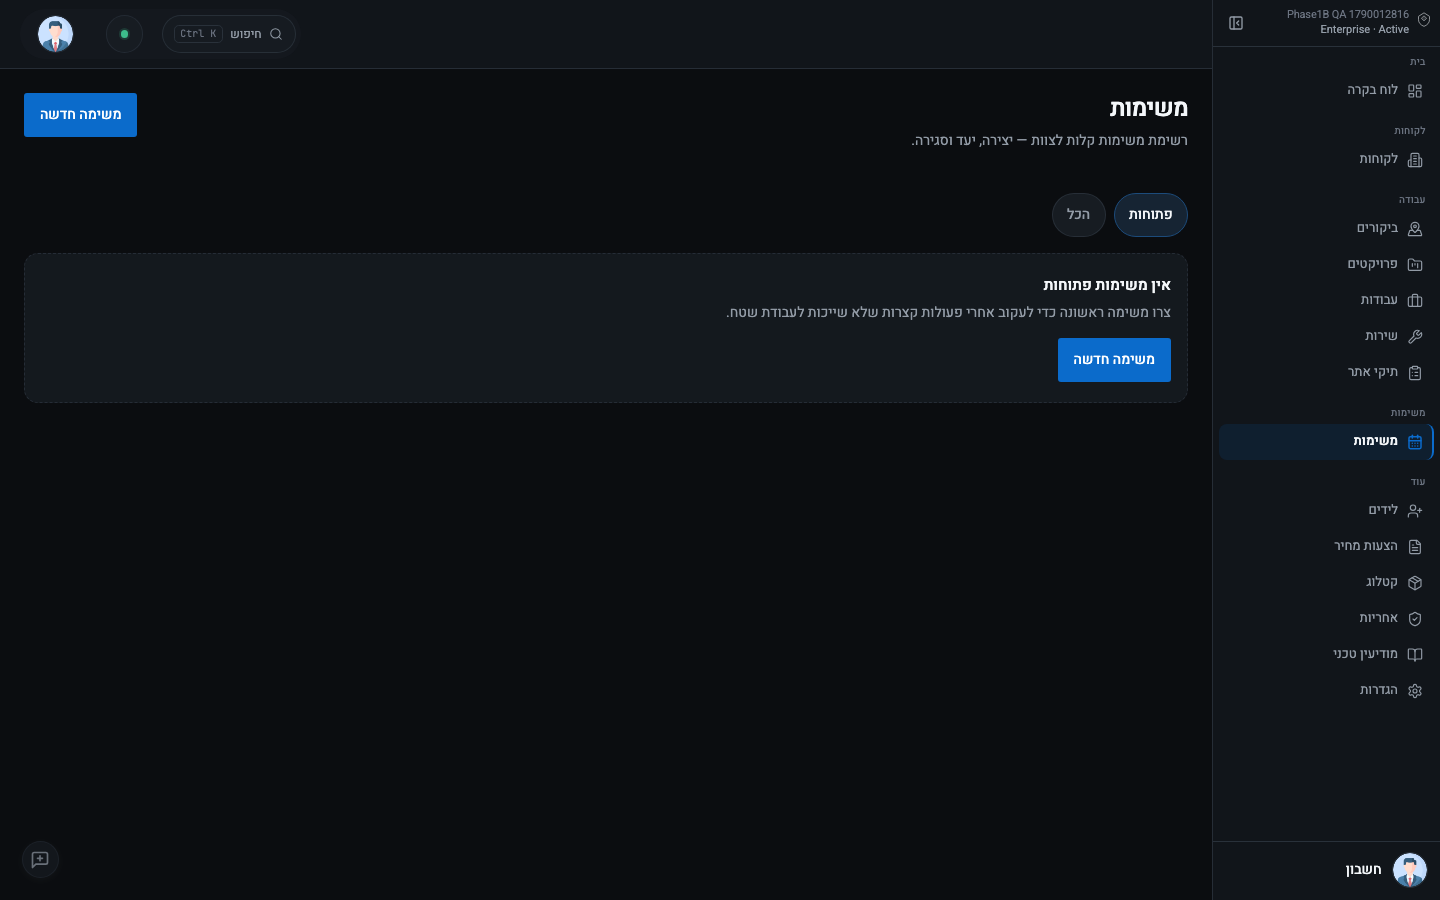 Phase1B QA 1790012816
Enterprise · Active
בית
לוח בקרה
לקוחות
לקוחות
עבודה
ביקורים
פרויקטים
עבודות
שירות
תיקי אתר
משימות
משימות
עוד
לידים
הצעות מחיר
קטלוג
אחריות
מודיעין טכני
הגדרות
חשבון
חיפוש Ctrl K
משימות
רשימת משימות קלות לצוות — יצירה, יעד וסגירה.
משימה חדשה
פתוחות
הכל
אין משימות פתוחות
צרו משימה ראשונה כדי לעקוב אחרי פעולות קצרות שלא שייכות לעבודת שטח.
משימה חדשה